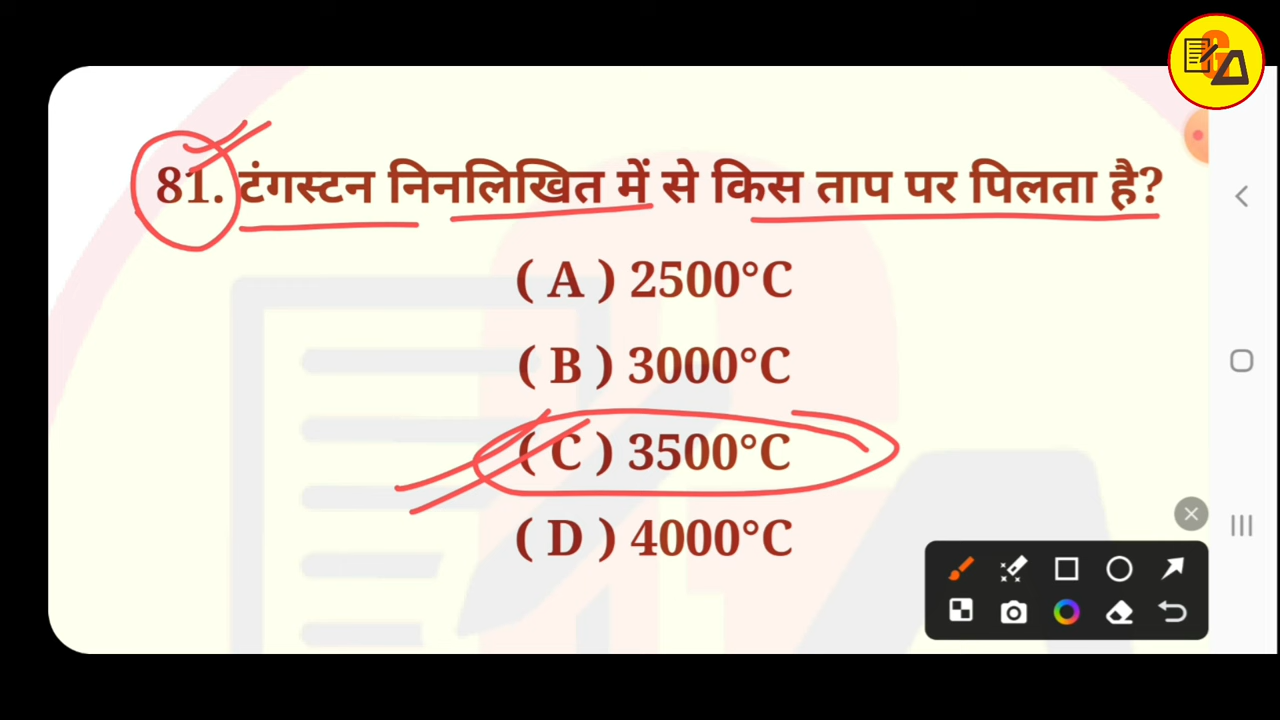 81. टंगस्टन निनलिखित में से किस ताप पर पिलता है?
( A ) 2500°C
( B ) 3000°C
( C ) 3500°C
( D ) 4000°C